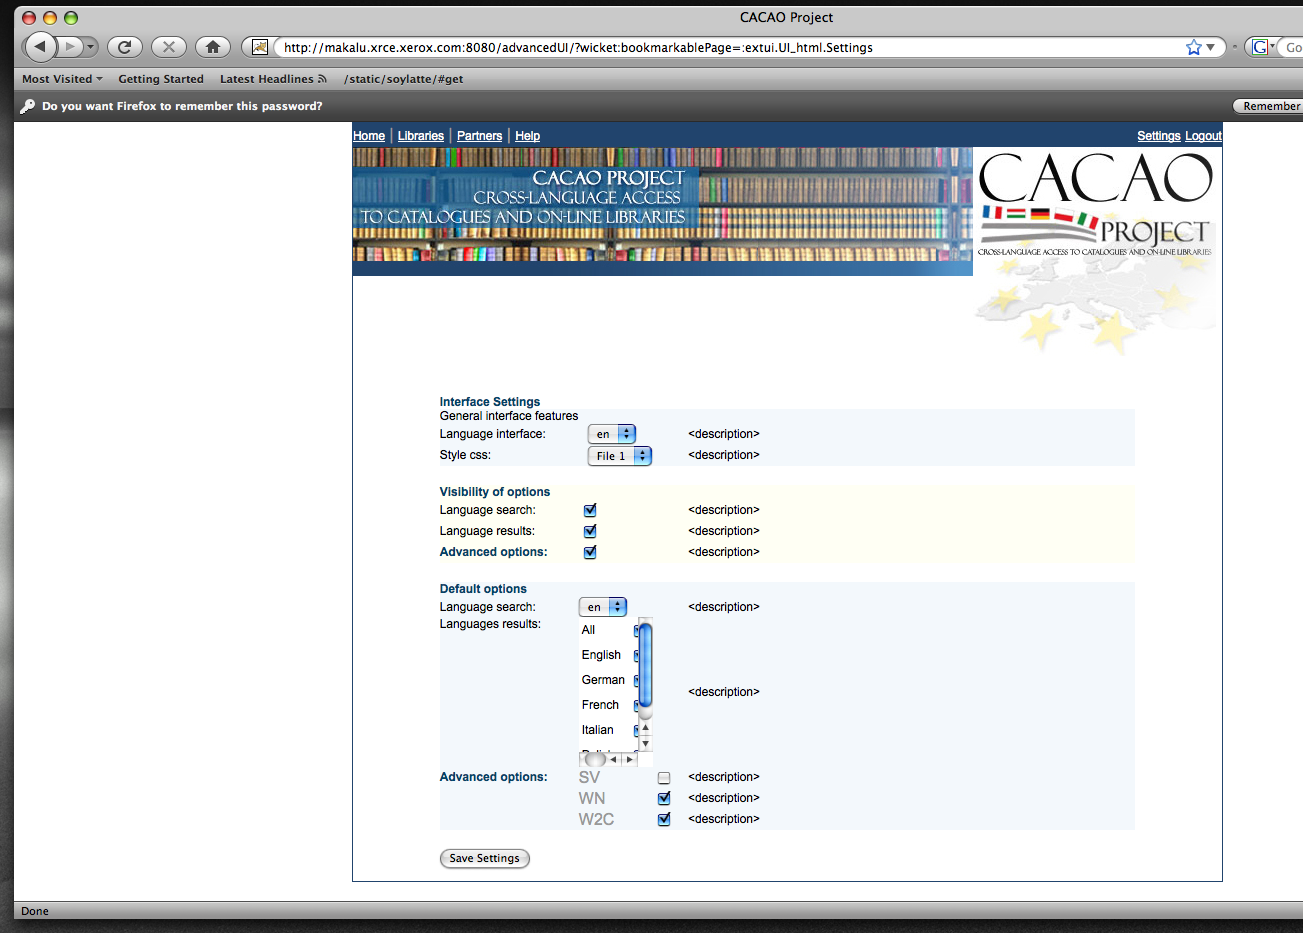 CACAO Project
http://makalu.xrce.xerox.com:8080/advancedUI/?wicket:bookmarkablePage=:extui.UI_html.Settings
G
Go
Most Visited
Getting Started
Latest Headlines
/static/soylatte/#get
Do you want Firefox to remember this password?
Remember
Home | Libraries | Partners | Help
Settings Logout
CACAO PROJECT
CROSS-LANGUAGE ACCESS
TO CATALOGUES AND ON-LINE LIBRARIES
CACAO
PROJECT
CROSS-LANGUAGE ACCESS TO CATALOGUES AND ON-LINE LIBRARIES
Interface Settings
General interface features
Language interface: en <description>
Style css: File 1 <description>
Visibility of options
Language search: <description>
Language results: <description>
Advanced options: <description>
Default options
Language search: en <description>
Languages results:
All
English
German
French
Italian
<description>
Advanced options: SV <description>
WN <description>
W2C <description>
Save Settings
Done